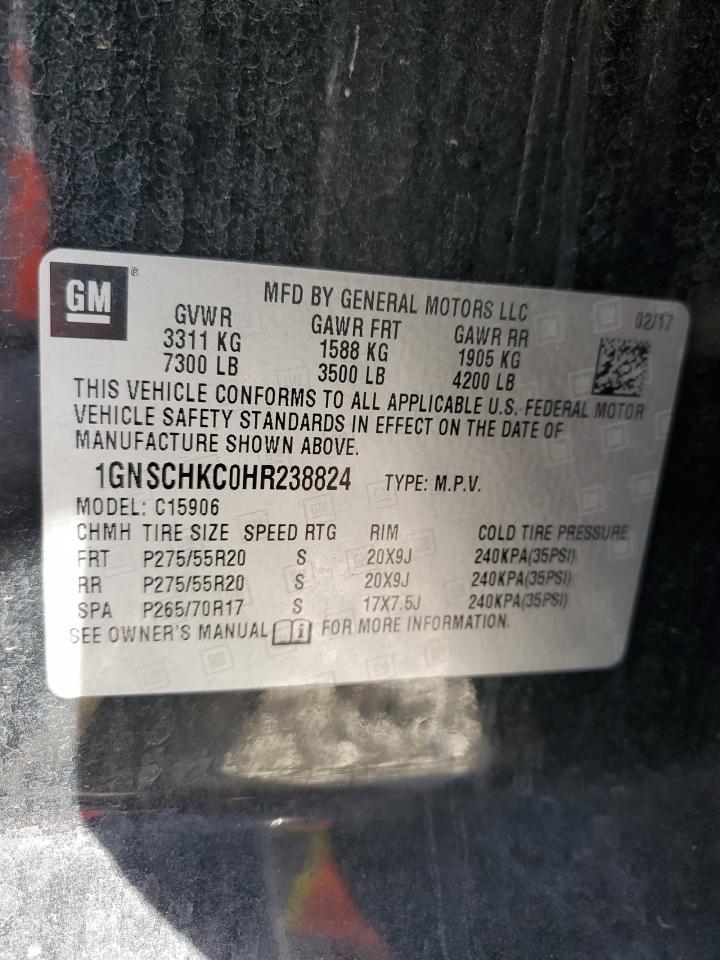 GM ®
MFD BY GENERAL MOTORS LLC 02/17
GVWR GAWR FRT GAWR RR
3311 KG 1588 KG 1905 KG
7300 LB 3500 LB 4200 LB
THIS VEHICLE CONFORMS TO ALL APPLICABLE U.S. FEDERAL MOTOR
VEHICLE SAFETY STANDARDS IN EFFECT ON THE DATE OF
MANUFACTURE SHOWN ABOVE.
1GNSCHKC0HR238824 TYPE: M.P.V.
MODEL: C15906
CHMH TIRE SIZE SPEED RTG RIM COLD TIRE PRESSURE
FRT P275/55R20 S 20X9J 240KPA(35PSI)
RR P275/55R20 S 20X9J 240KPA(35PSI)
SPA P265/70R17 S 17X7.5J 240KPA(35PSI)
SEE OWNER'S MANUAL i FOR MORE INFORMATION.